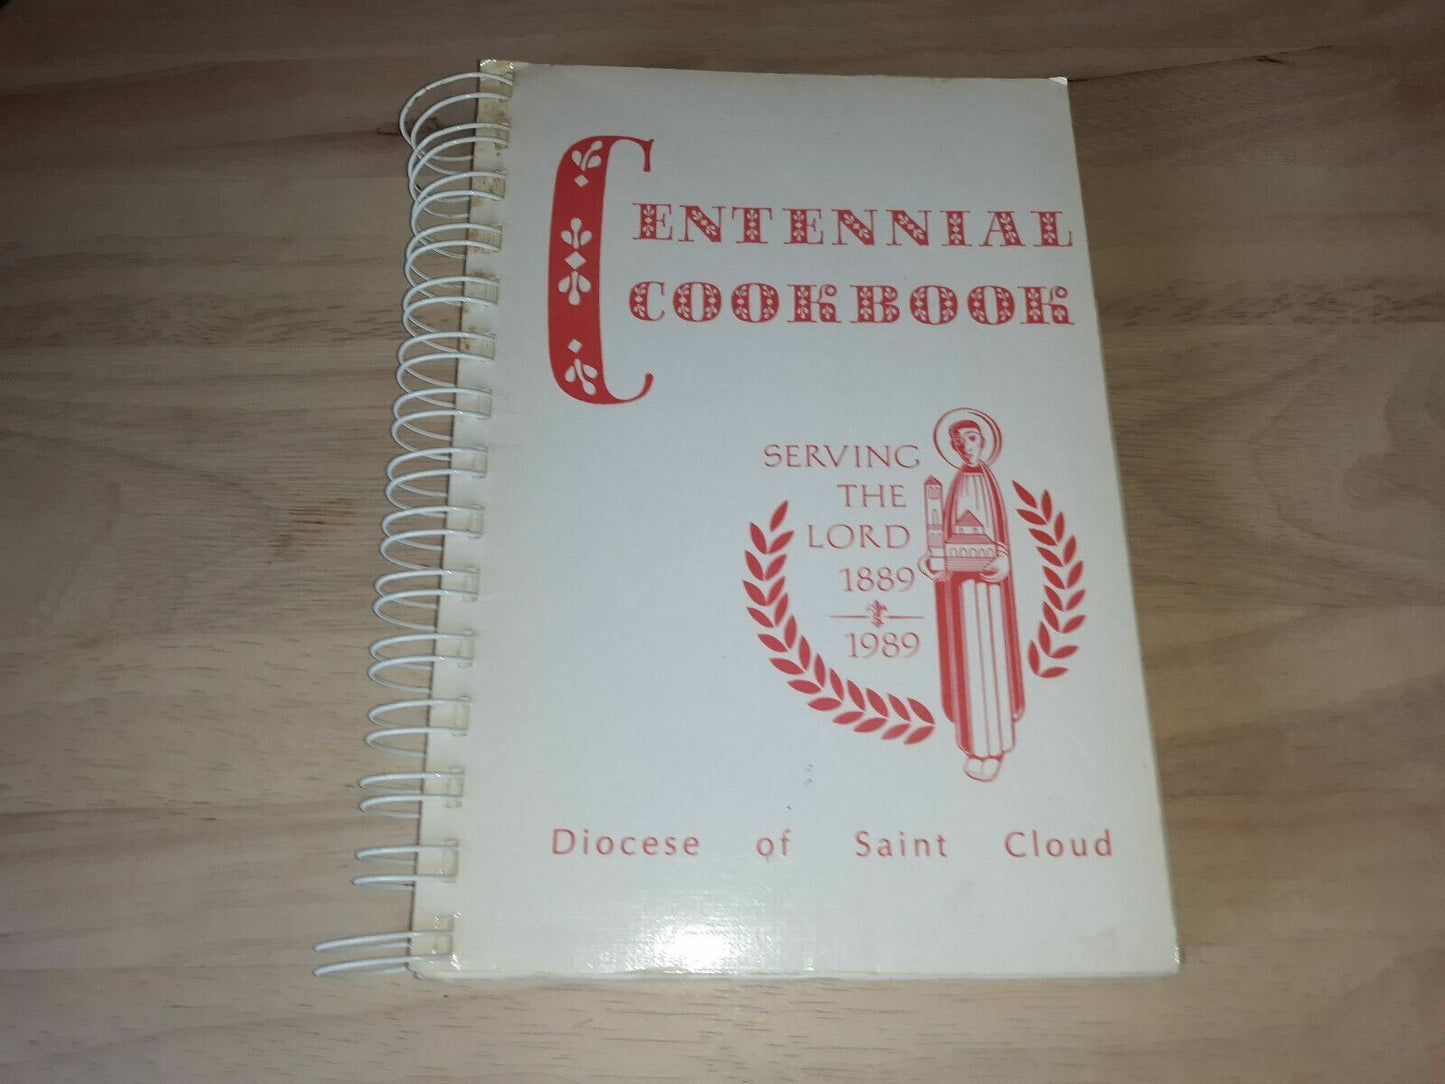 CENTENNIAL
COOKBOOK
SERVING
THE
LORD
1889
1989
Diocese of Saint Cloud